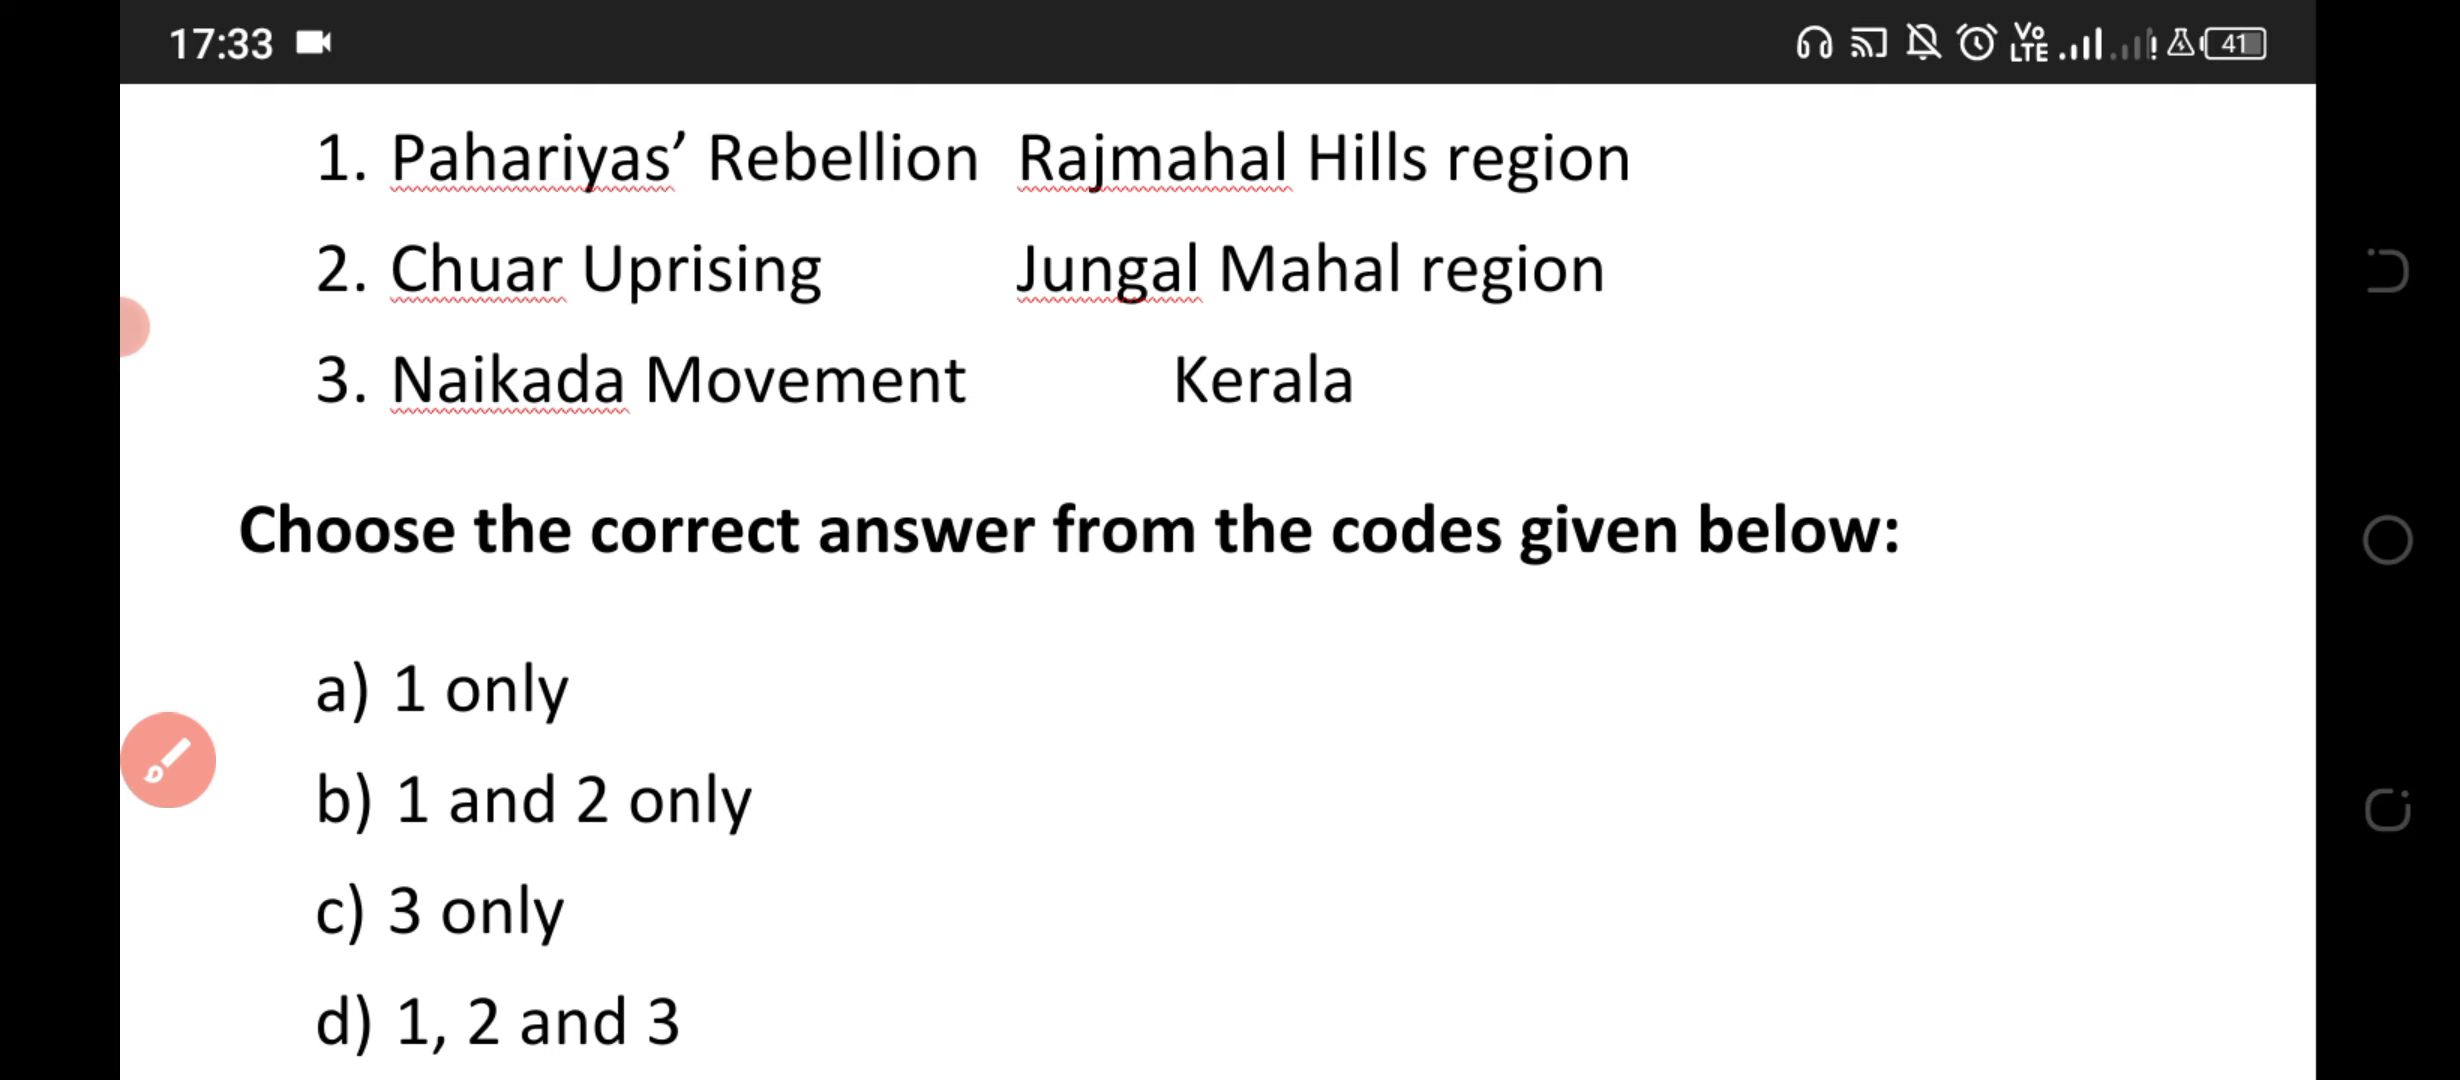 17:33 Vo LTE 41
1. Pahariyas’ Rebellion Rajmahal Hills region
2. Chuar Uprising Jungal Mahal region
3. Naikada Movement Kerala
Choose the correct answer from the codes given below:
a) 1 only
b) 1 and 2 only
c) 3 only
d) 1, 2 and 3